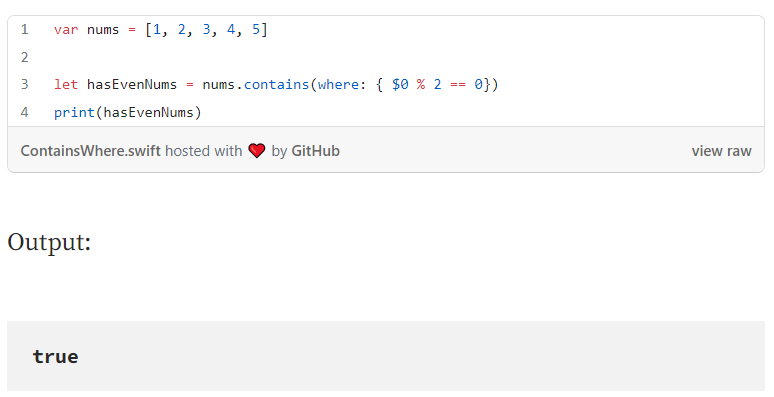 1 var nums = [1, 2, 3, 4, 5]
2
3 let hasEvenNums = nums.contains(where: { $0 % 2 == 0})
4 print(hasEvenNums)
ContainsWhere.swift hosted with ❤ by GitHub view raw
Output:
true